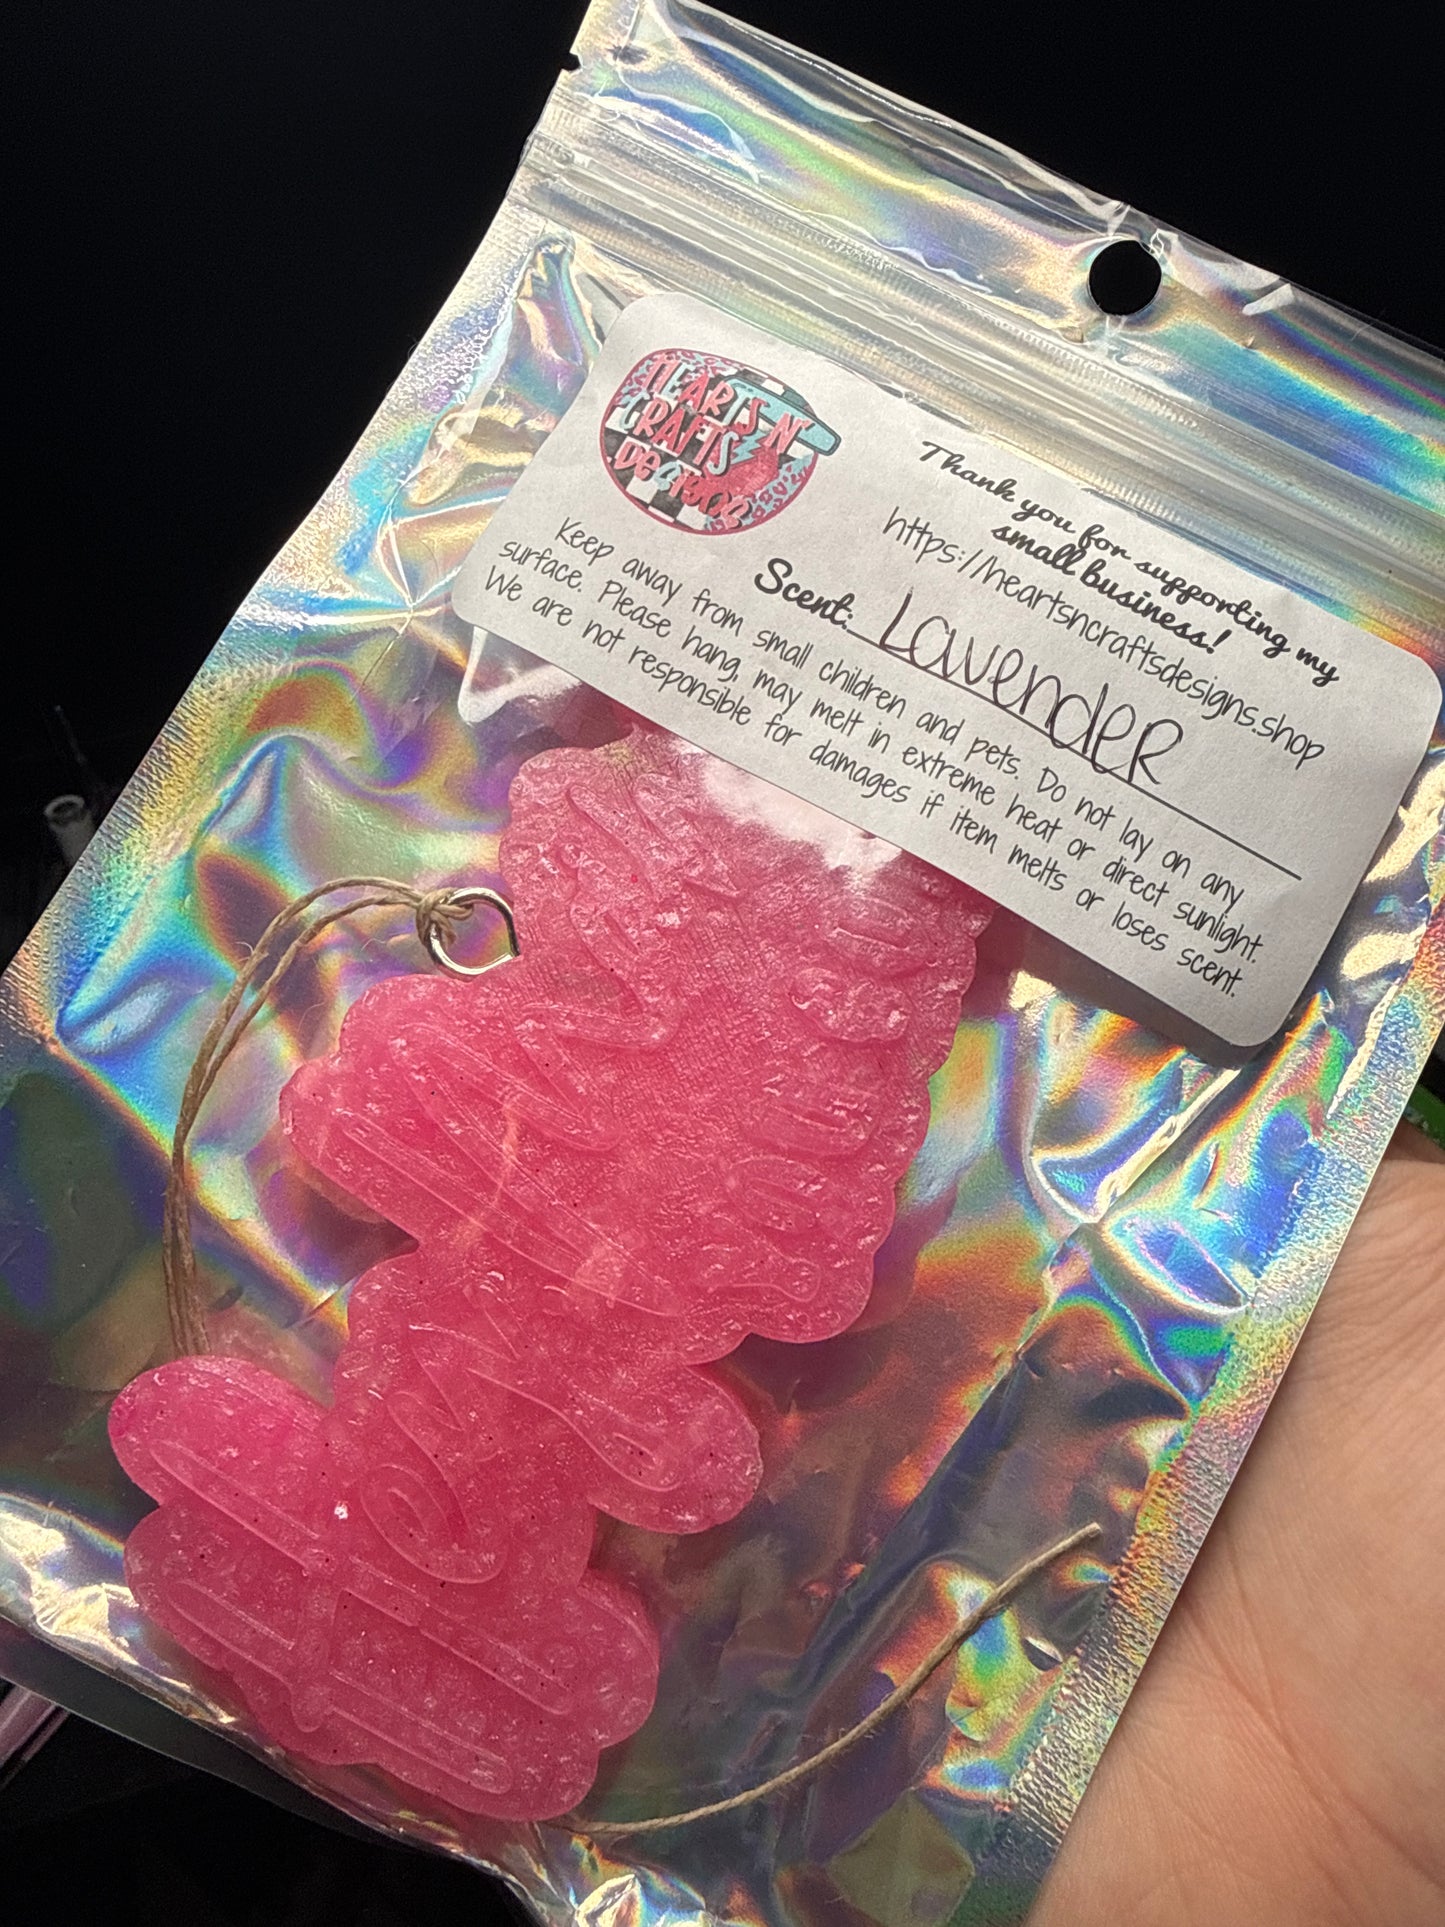 HEARTS N'
CRAFTS
DESIGNS
Thank you for supporting my
small business!
https://heartsncraftsdesigns.shop
Scent: Lavender
Keep away from small children and pets. Do not lay on any
surface. Please hang, may melt in extreme heat or direct sunlight.
We are not responsible for damages if item melts or loses scent.